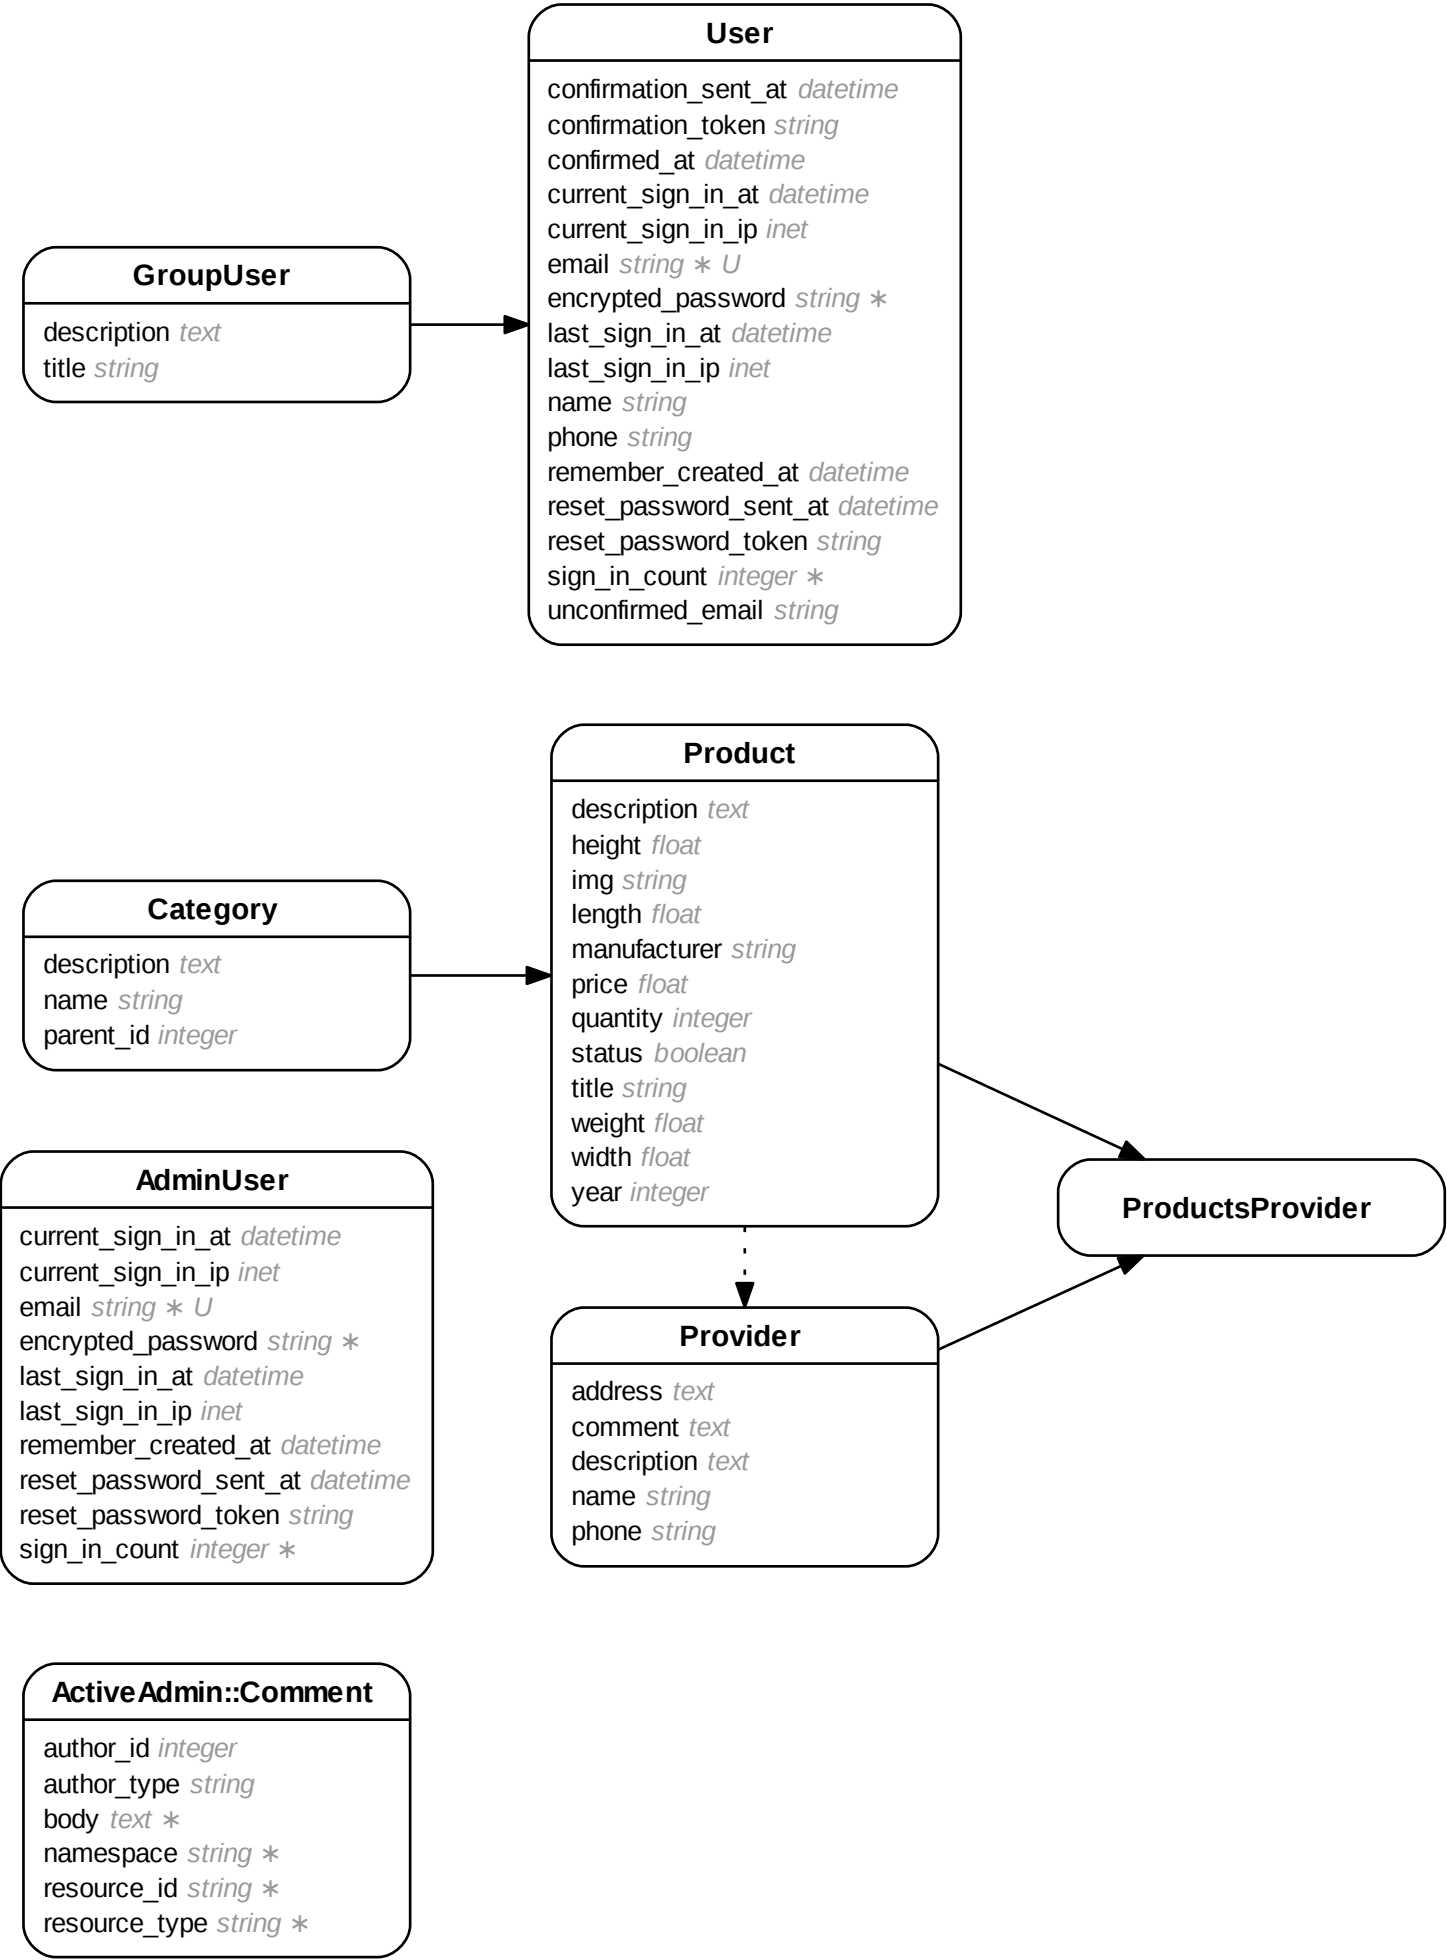 User
confirmation_sent_at datetime
confirmation_token string
confirmed_at datetime
current_sign_in_at datetime
current_sign_in_ip inet
email string ∗ U
encrypted_password string ∗
last_sign_in_at datetime
last_sign_in_ip inet
name string
phone string
remember_created_at datetime
reset_password_sent_at datetime
reset_password_token string
sign_in_count integer ∗
unconfirmed_email string
GroupUser
description text
title string
Product
description text
height float
img string
length float
manufacturer string
price float
quantity integer
status boolean
title string
weight float
width float
year integer
Category
description text
name string
parent_id integer
ProductsProvider
AdminUser
current_sign_in_at datetime
current_sign_in_ip inet
email string ∗ U
encrypted_password string ∗
last_sign_in_at datetime
last_sign_in_ip inet
remember_created_at datetime
reset_password_sent_at datetime
reset_password_token string
sign_in_count integer ∗
Provider
address text
comment text
description text
name string
phone string
ActiveAdmin::Comment
author_id integer
author_type string
body text ∗
namespace string ∗
resource_id string ∗
resource_type string ∗